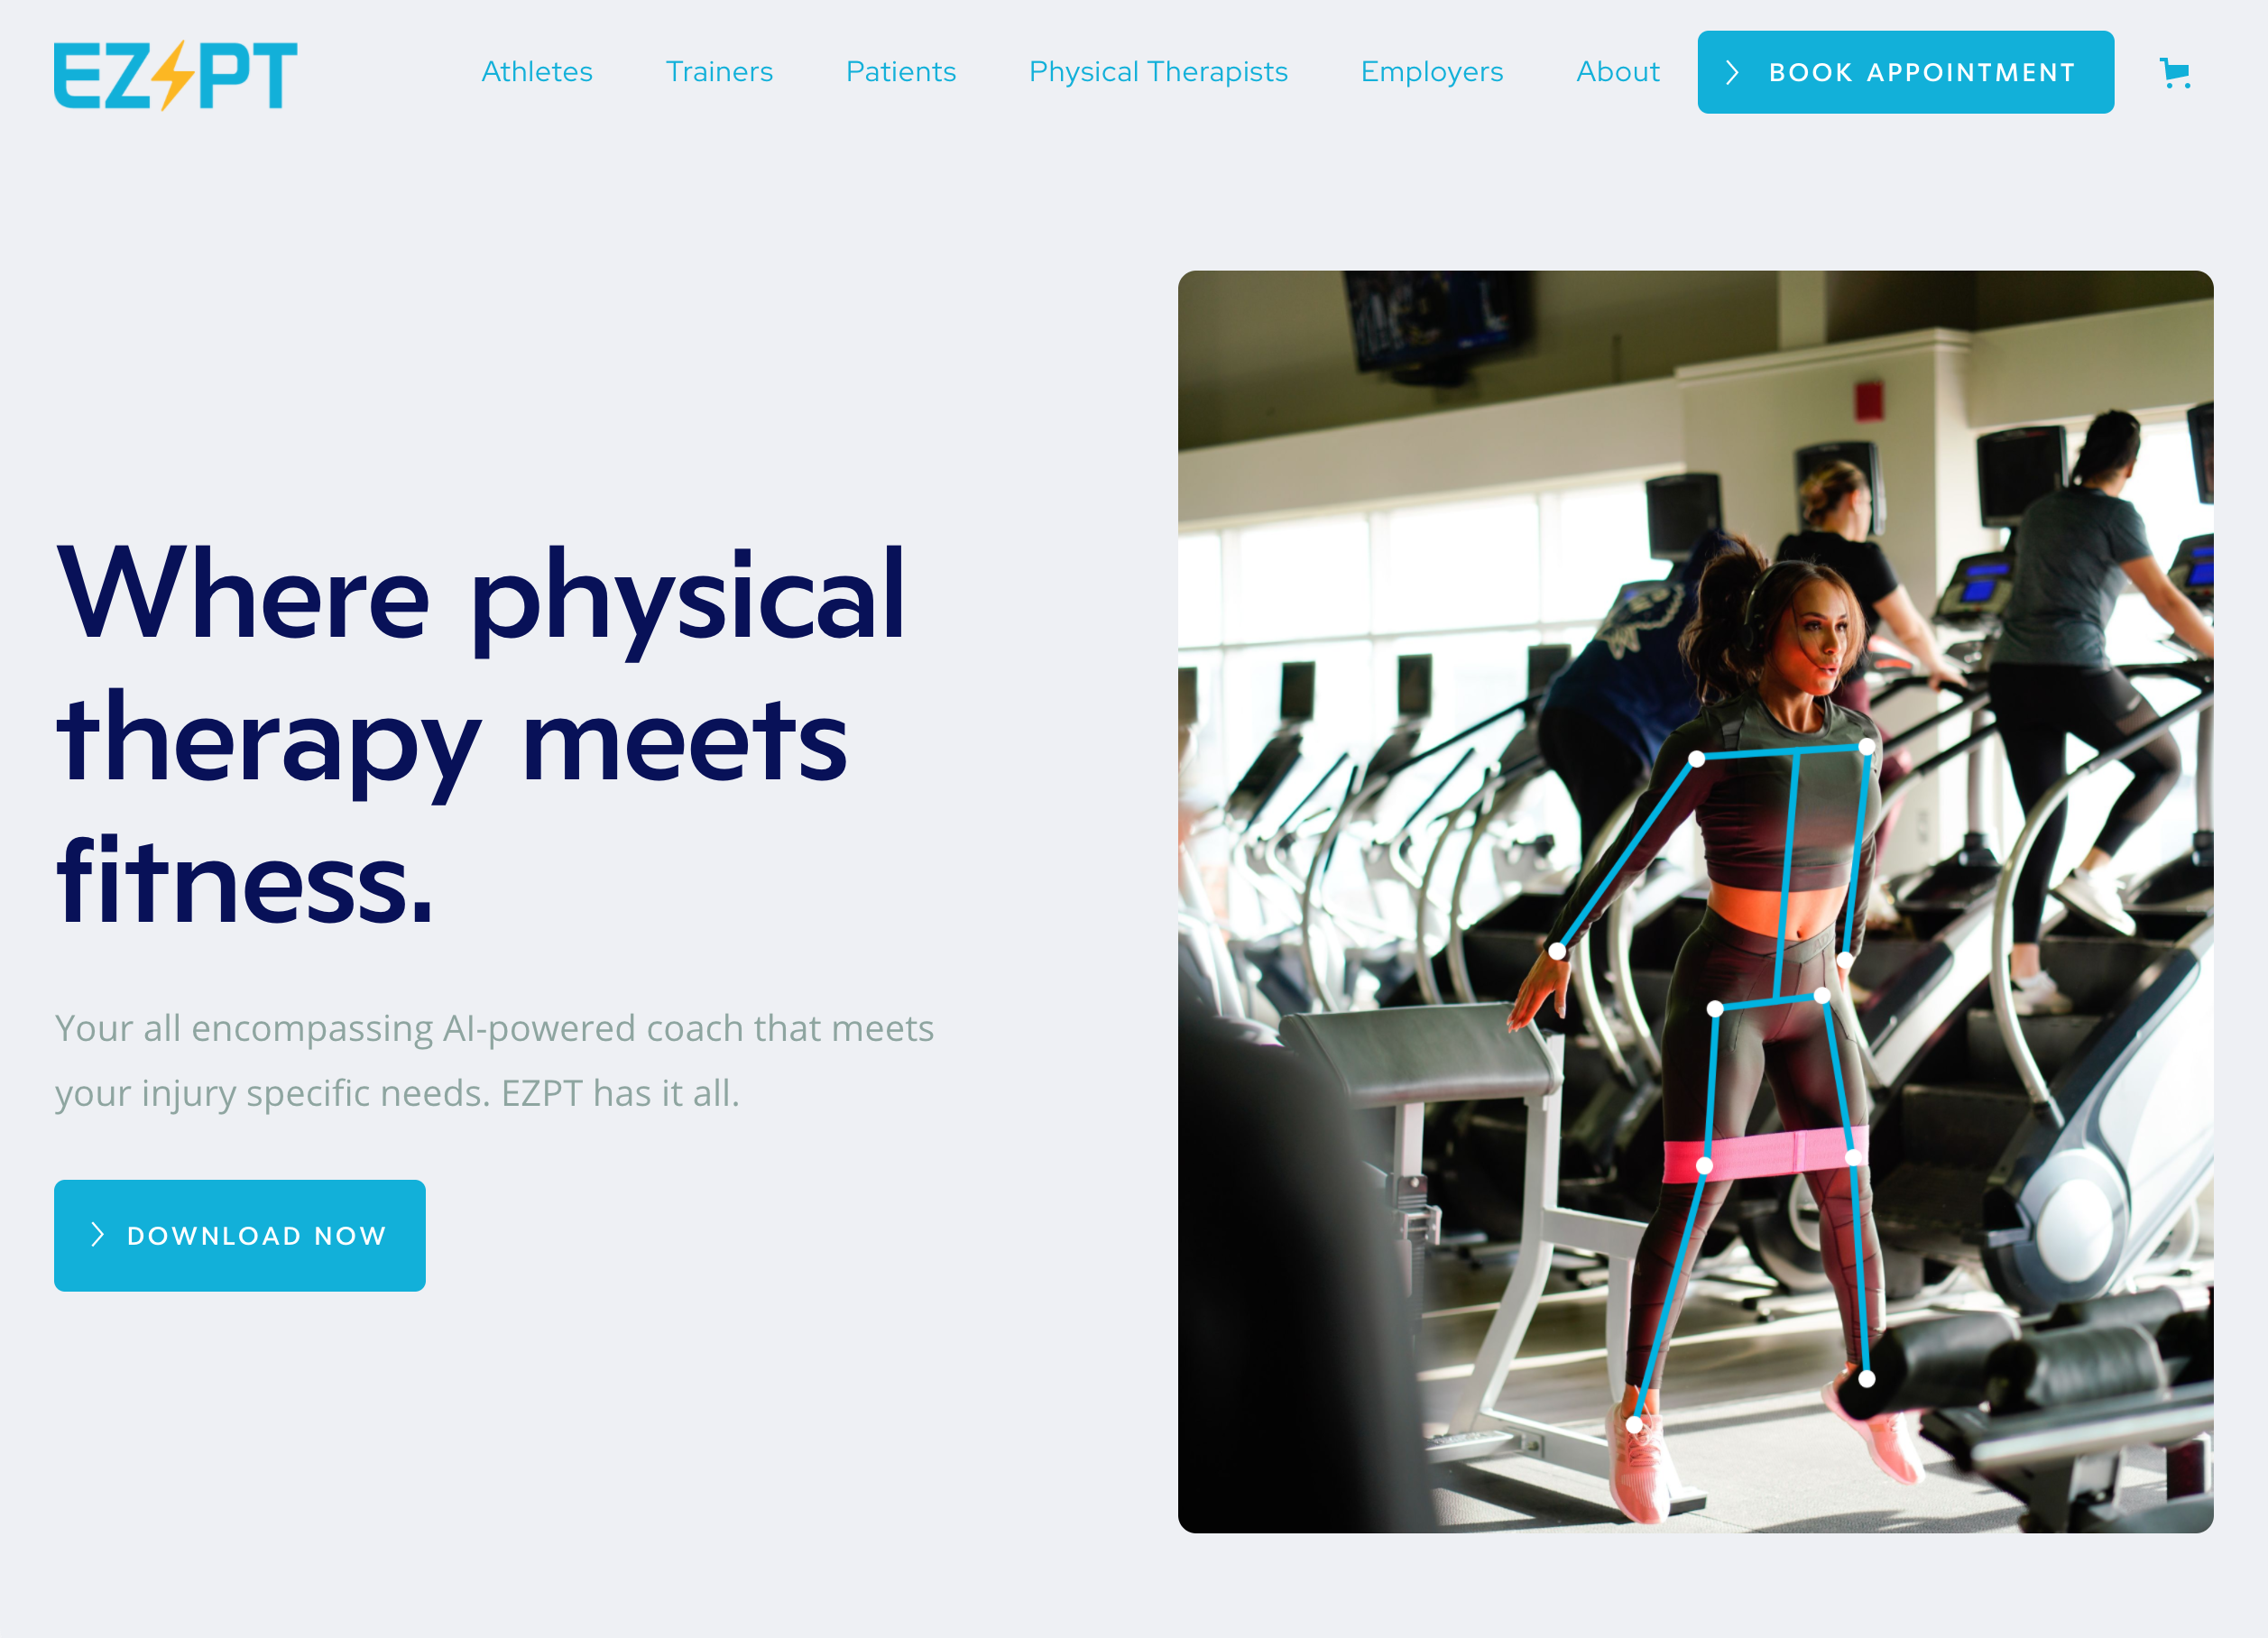 EZPT
Athletes
Trainers
Patients
Physical Therapists
Employers
About
BOOK APPOINTMENT
Where physical
therapy meets
fitness.
Your all encompassing AI-powered coach that meets
your injury specific needs. EZPT has it all.
DOWNLOAD NOW